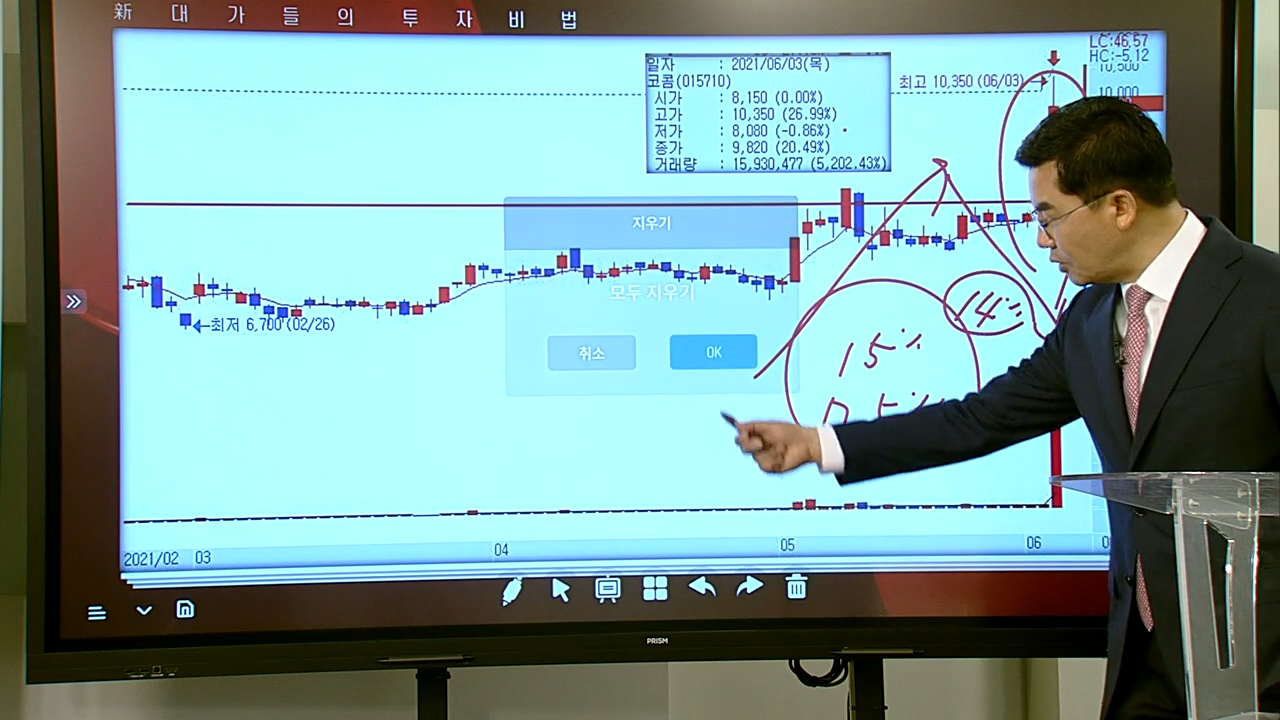 新 대 가 들 의 투 자 비 법
LC:46.57
HC:-5.12
10,500
10,000
최고 10,350 (06/03)
일자 : 2021/06/03(목)
코콤(015710)
시가 : 8,150 (0.00%)
고가 : 10,350 (26.99%)
저가 : 8,080 (-0.86%)
종가 : 9,820 (20.49%)
거래량 : 15,930,477 (5,202.43%)
지우기
모두 지우기
취소 OK
최저 6,700 (02/26)
14%
15%
2021/02 03 04 05 06
PRISM